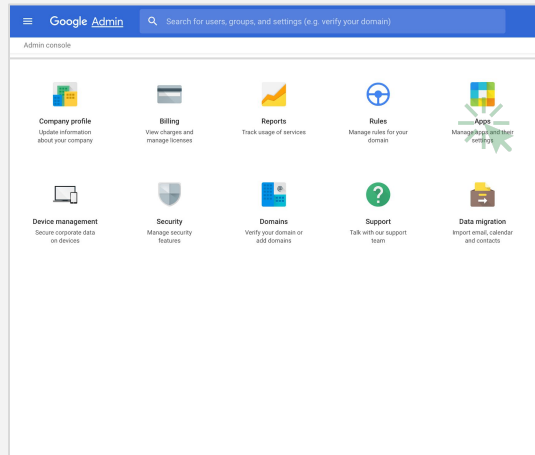 Google Admin
Search for users, groups, and settings (e.g. verify your domain)
Admin console
Company profile
Update information
about your company
Billing
View charges and
manage licenses
Reports
Track usage of services
Rules
Manage rules for your
domain
Apps
Manage apps and their
settings
Device management
Secure corporate data
on devices
Security
Manage security
features
Domains
Verify your domain or
add domains
Support
Talk with our support
team
Data migration
Import email, calendar
and contacts